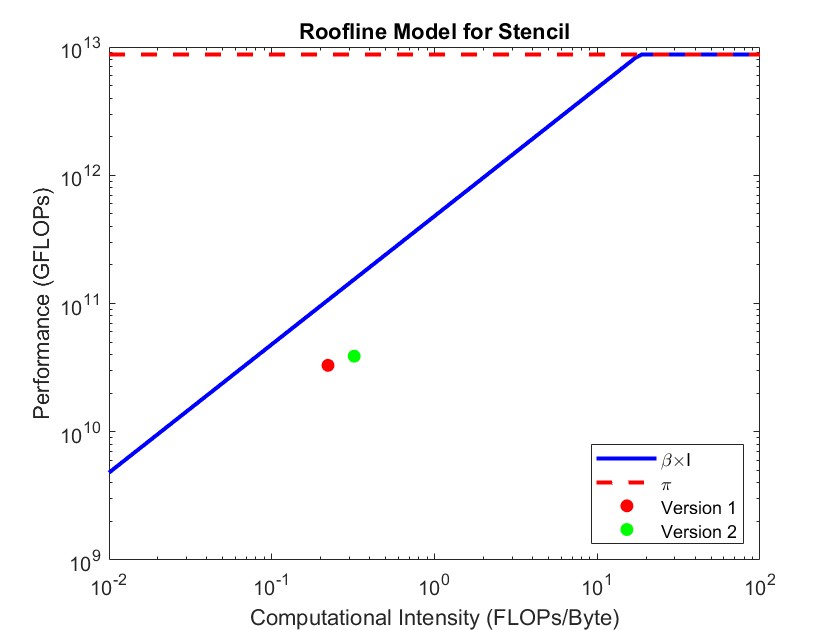 Roofline Model for Stencil
Performance (GFLOPs)
10^13
10^12
10^11
10^10
10^9
10^-2
10^-1
10^0
10^1
10^2
Computational Intensity (FLOPs/Byte)
β×I
π
Version 1
Version 2